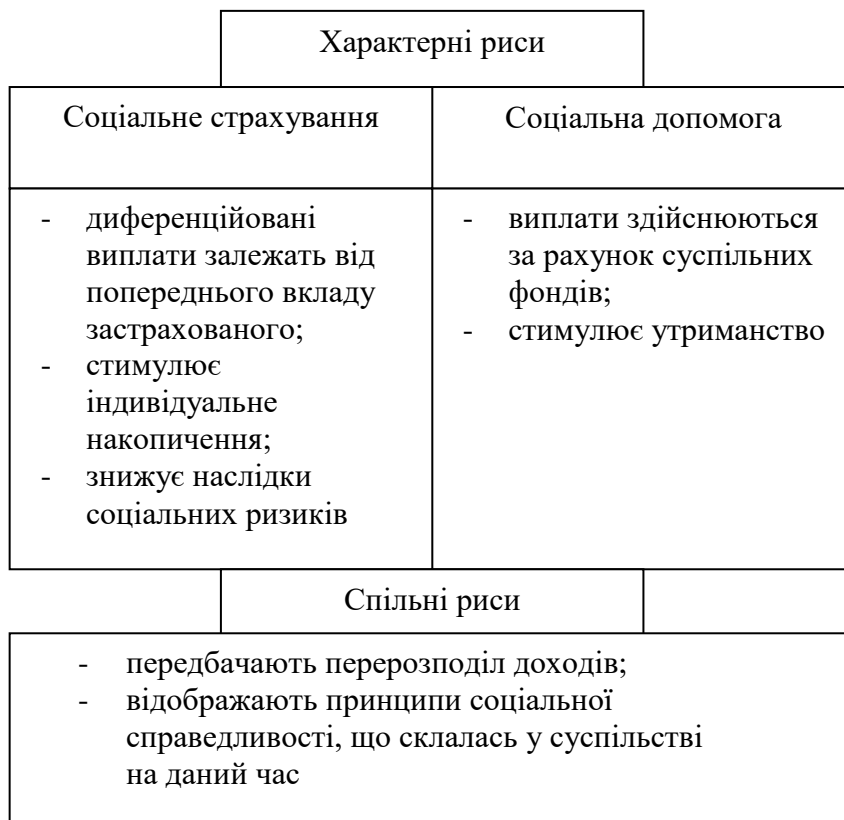 Характерні риси
Соціальне страхування
Соціальна допомога
- диференційовані
виплати залежать від
попереднього вкладу
застрахованого;
- стимулює
індивідуальне
накопичення;
- знижує наслідки
соціальних ризиків
- виплати здійснюються
за рахунок суспільних
фондів;
- стимулює утриманство
Спільні риси
- передбачають перерозподіл доходів;
- відображають принципи соціальної
справедливості, що склалась у суспільстві
на даний час